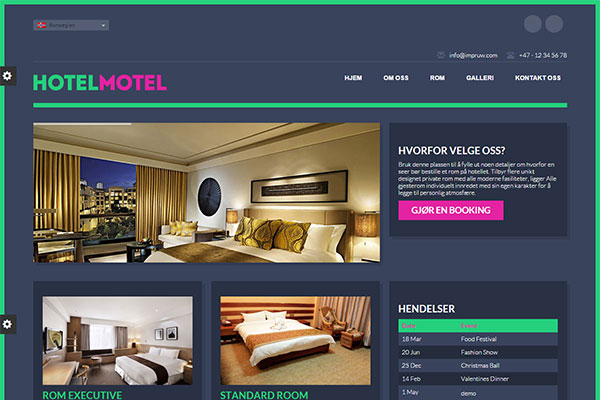 Norwegian
info@impruw.com +47 - 12 34 56 78
HOTELMOTEL
HJEM OM OSS ROM GALLERI KONTAKT OSS
HVORFOR VELGE OSS?
Bruk denne plassen til å fylle ut noen detaljer om hvorfor en
seer bør bestille et rom på hotellet. Tilbyr flere unikt
designet private rom med alle moderne fasiliteter, ligger Alle
gjesterom individuelt innredet med sin egen karakter for å
legge til personlig atmosfære.
GJØR EN BOOKING
HENDELSER
Date Event
18 Mar Food Festival
20 Jun Fashion Show
25 Dec Christmas Ball
14 Feb Valentines Dinner
1 May demo
ROM EXECUTIVE
STANDARD ROOM